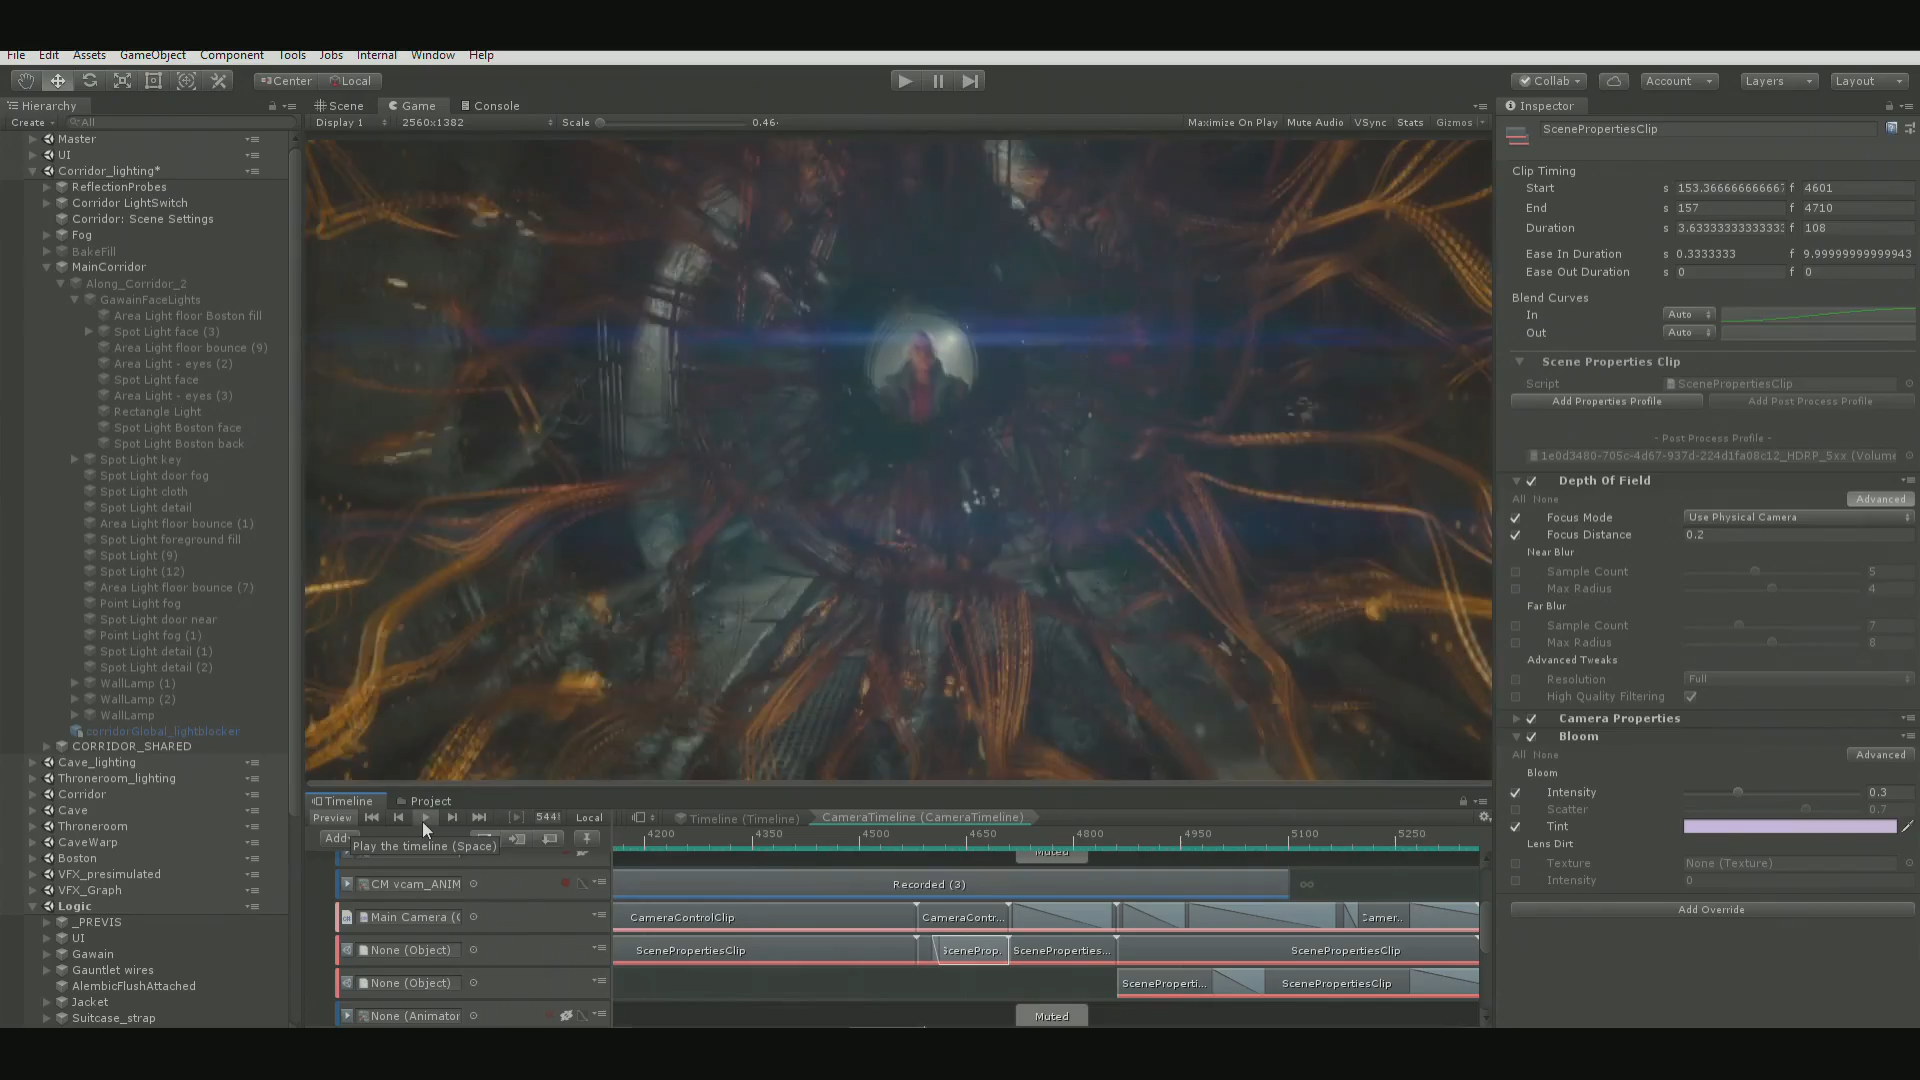 File Edit Assets GameObject Component Tools Jobs Internal Window Help
Center Local Collab Account Layers Layout
Hierarchy
Create All
Master
UI
Corridor_lighting*
ReflectionProbes
Corridor LightSwitch
Corridor: Scene Settings
Fog
BakeFill
MainCorridor
Along_Corridor_2
GawainFaceLights
Area Light floor Boston fill
Spot Light face (3)
Area Light floor bounce (9)
Area Light - eyes (2)
Spot Light face
Area Light - eyes (3)
Rectangle Light
Spot Light Boston face
Spot Light Boston back
Spot Light key
Spot Light door fog
Spot Light cloth
Spot Light detail
Area Light floor bounce (1)
Spot Light foreground fill
Spot Light (9)
Spot Light (12)
Area Light floor bounce (7)
Point Light fog
Spot Light door near
Point Light fog (1)
Spot Light detail (1)
Spot Light detail (2)
WallLamp (1)
WallLamp (2)
WallLamp
corridorGlobal_lightblocker
CORRIDOR_SHARED
Cave_lighting
Throneroom_lighting
Corridor
Cave
Throneroom
CaveWarp
Boston
VFX_presimulated
VFX_Graph
Logic
_PREVIS
UI
Gawain
Gauntlet wires
AlembicFlushAttached
Jacket
Suitcase_strap
Scene Game Console
Display 1 2560x1382 Scale 0.46 Maximize On Play Mute Audio VSync Stats Gizmos
Timeline Project
Preview 544 Local Timeline (Timeline) CameraTimeline (CameraTimeline)
Add
Play the timeline (Space)
4200 4350 4500 4650 4800 4950 5100 5250
Muted
CM vcam_ANIM Recorded (3)
Main Camera (C CameraControlClip CameraContr... Camer..
None (Object) ScenePropertiesClip SceneProp. SceneProperties... ScenePropertiesClip
None (Object) SceneProperti... ScenePropertiesClip
None (Animator Muted
Inspector
ScenePropertiesClip
Clip Timing
Start s 153.366666666667 f 4601
End s 157 f 4710
Duration s 3.63333333333333 f 108
Ease In Duration s 0.3333333 f 9.99999999999943
Ease Out Duration s 0 f 0
Blend Curves
In Auto
Out Auto
Scene Properties Clip
Script ScenePropertiesClip
Add Properties Profile Add Post Process Profile
- Post Process Profile -
1e0d3480-705c-4d67-937d-224d1fa08c12_HDRP_5xx (Volume
Depth Of Field
All None Advanced
Focus Mode Use Physical Camera
Focus Distance 0.2
Near Blur
Sample Count 5
Max Radius 4
Far Blur
Sample Count 7
Max Radius 8
Advanced Tweaks
Resolution Full
High Quality Filtering
Camera Properties
Bloom
All None Advanced
Bloom
Intensity 0.3
Scatter 0.7
Tint
Lens Dirt
Texture None (Texture)
Intensity 0
Add Override